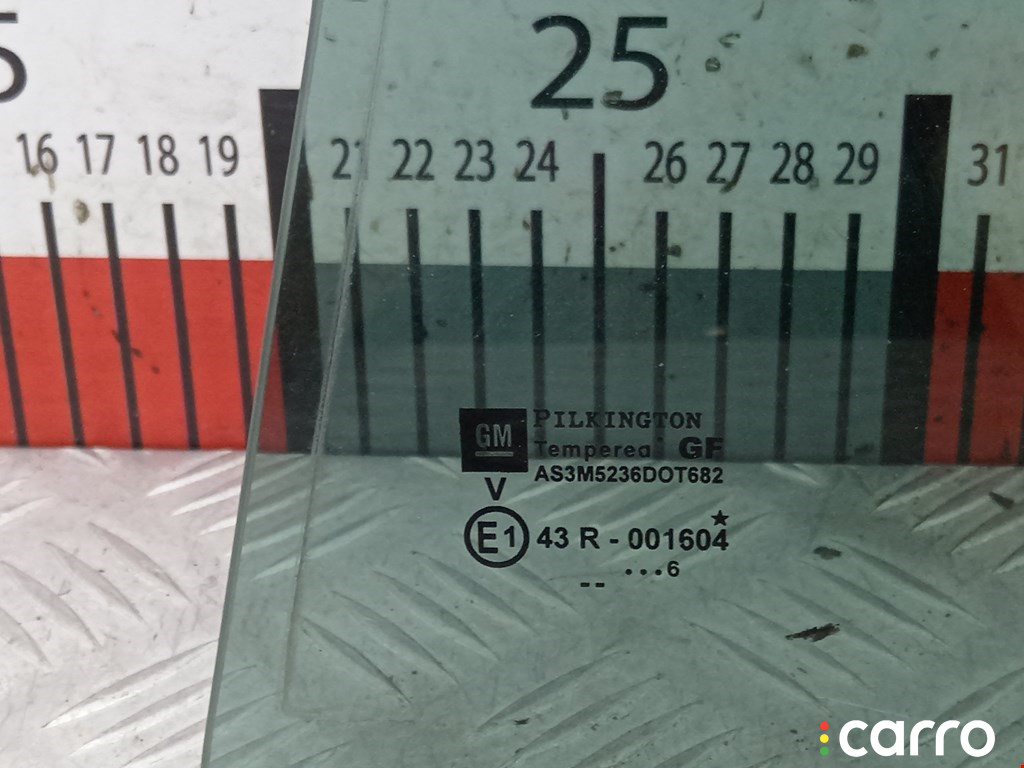 5
25
16 17 18 19 21 22 23 24 26 27 28 29 31
GM
PILKINGTON
Tempered GF
AS3M5236DOT682
V
E1
43 R - 001604
...6
--
carro